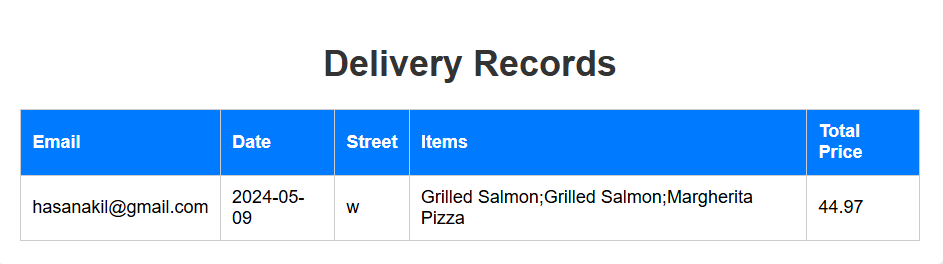 Delivery Records
Email Date Street Items Total Price
hasanakil@gmail.com 2024-05-09 w Grilled Salmon;Grilled Salmon;Margherita Pizza 44.97